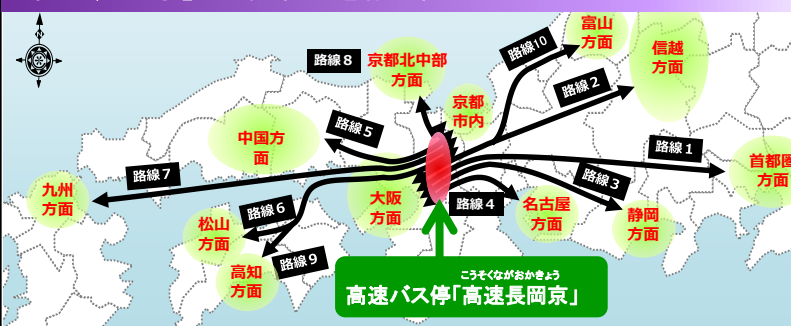 富山
方面
路線10
信越
方面
路線8
京都北中部
方面
路線2
京都
市内
路線5
中国方
面
路線1
首都圏
方面
路線7
路線3
九州
方面
大阪
方面
路線4
名古屋
方面
静岡
方面
路線6
松山
方面
路線9
高知
方面
こうそくながおかきょう
高速バス停「高速長岡京」
N